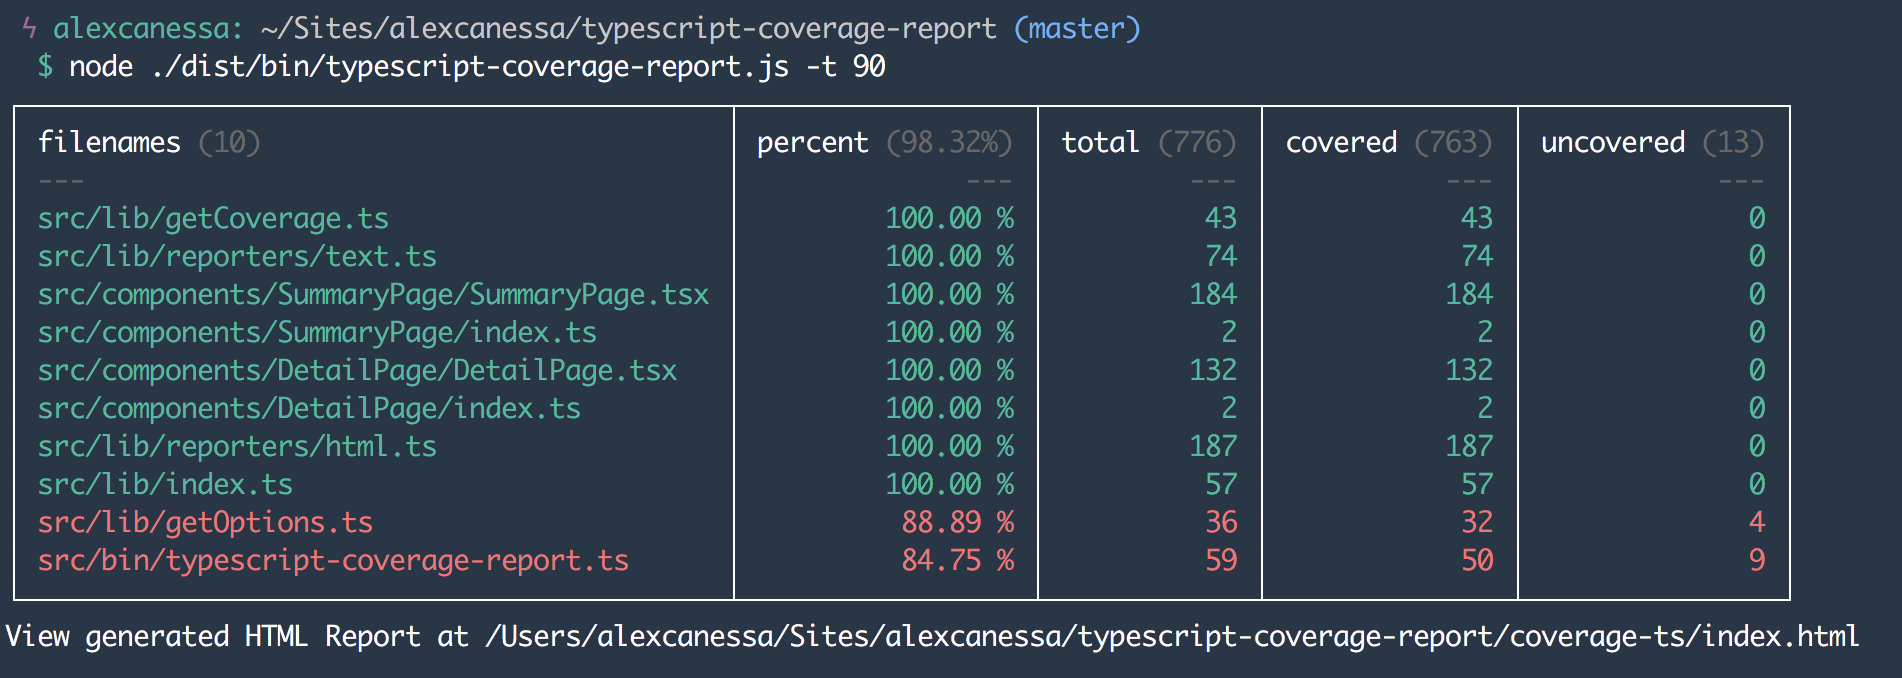 ϟ alexcanessa: ~/Sites/alexcanessa/typescript-coverage-report (master)
$ node ./dist/bin/typescript-coverage-report.js -t 90
filenames (10) percent (98.32%) total (776) covered (763) uncovered (13)
--- --- --- --- ---
src/lib/getCoverage.ts 100.00 % 43 43 0
src/lib/reporters/text.ts 100.00 % 74 74 0
src/components/SummaryPage/SummaryPage.tsx 100.00 % 184 184 0
src/components/SummaryPage/index.ts 100.00 % 2 2 0
src/components/DetailPage/DetailPage.tsx 100.00 % 132 132 0
src/components/DetailPage/index.ts 100.00 % 2 2 0
src/lib/reporters/html.ts 100.00 % 187 187 0
src/lib/index.ts 100.00 % 57 57 0
src/lib/getOptions.ts 88.89 % 36 32 4
src/bin/typescript-coverage-report.ts 84.75 % 59 50 9
View generated HTML Report at /Users/alexcanessa/Sites/alexcanessa/typescript-coverage-report/coverage-ts/index.html